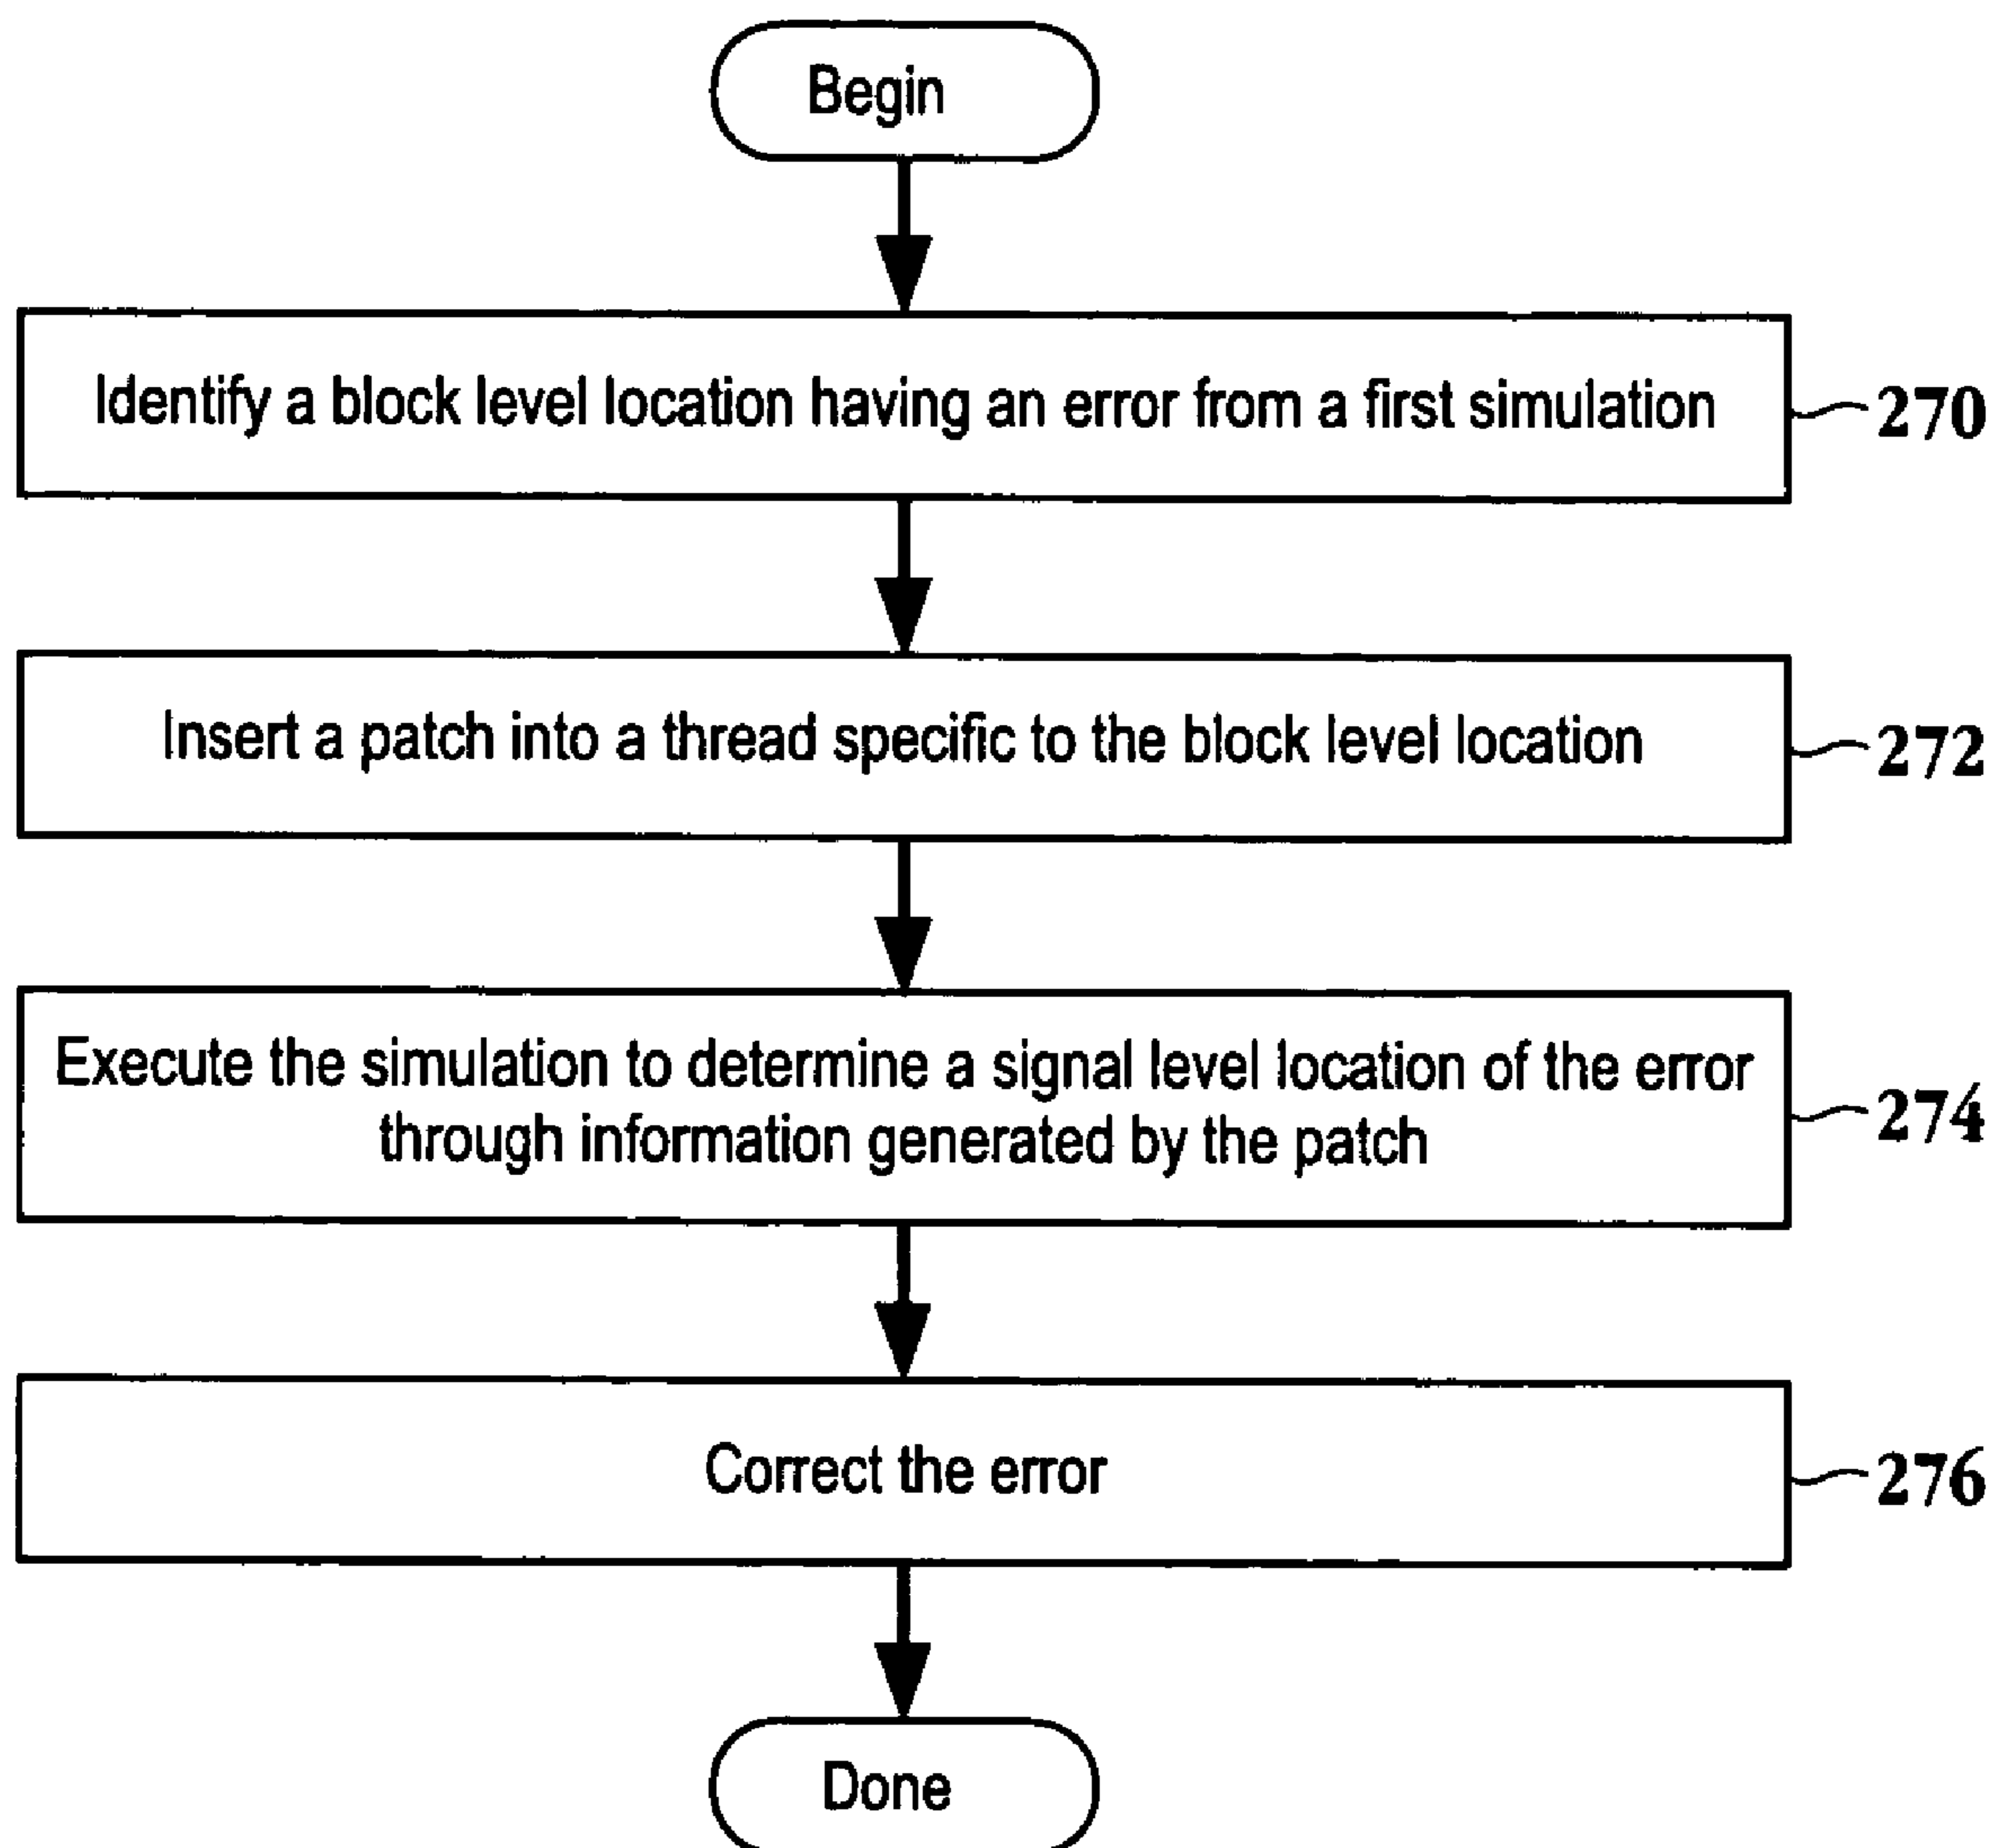 Begin
Identify a block level location having an error from a first simulation
270
Insert a patch into a thread specific to the block level location
272
Execute the simulation to determine a signal level location of the error
through information generated by the patch
274
Correct the error
276
Done